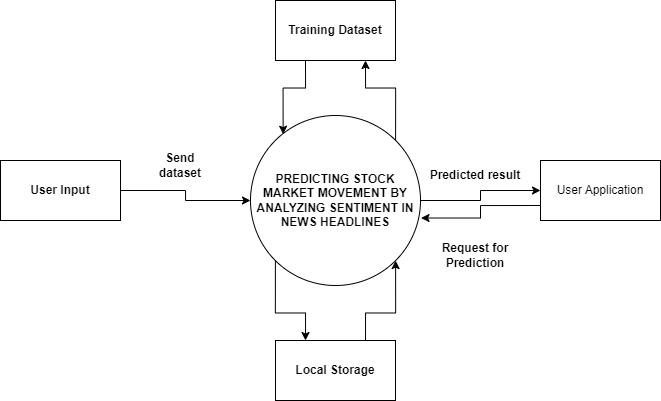 Training Dataset
Send
dataset
User Input
PREDICTING STOCK
MARKET MOVEMENT BY
ANALYZING SENTIMENT IN
NEWS HEADLINES
Predicted result
User Application
Request for
Prediction
Local Storage